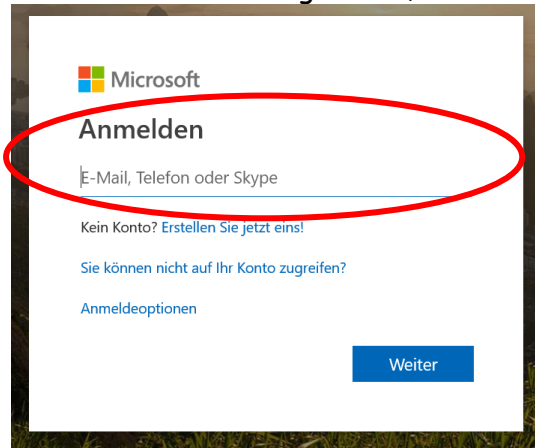 Microsoft
Anmelden
E-Mail, Telefon oder Skype
Kein Konto? Erstellen Sie jetzt eins!
Sie können nicht auf Ihr Konto zugreifen?
Anmeldeoptionen
Weiter